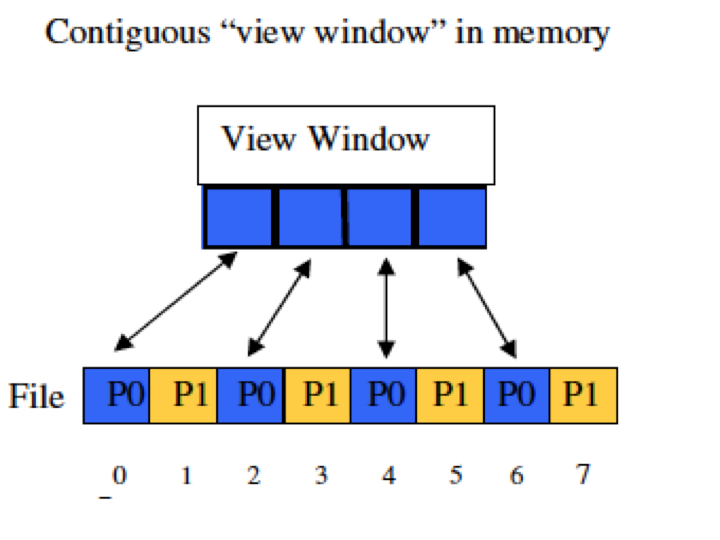 Contiguous “view window” in memory
View Window
File P0 P1 P0 P1 P0 P1 P0 P1
0 1 2 3 4 5 6 7